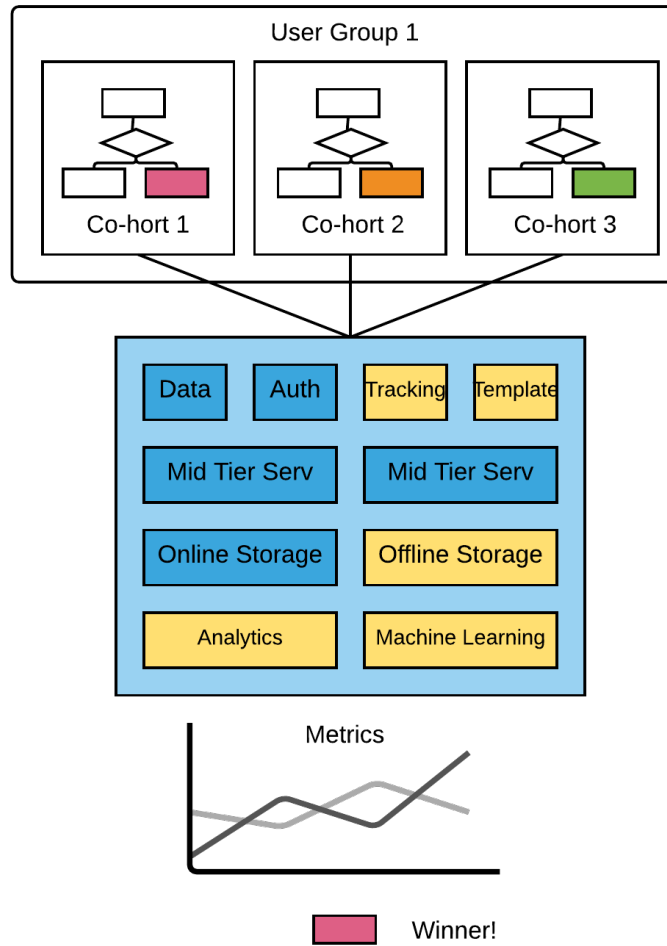 User Group 1
Co-hort 1
Co-hort 2
Co-hort 3
Data
Auth
Tracking
Template
Mid Tier Serv
Mid Tier Serv
Online Storage
Offline Storage
Analytics
Machine Learning
Metrics
Winner!